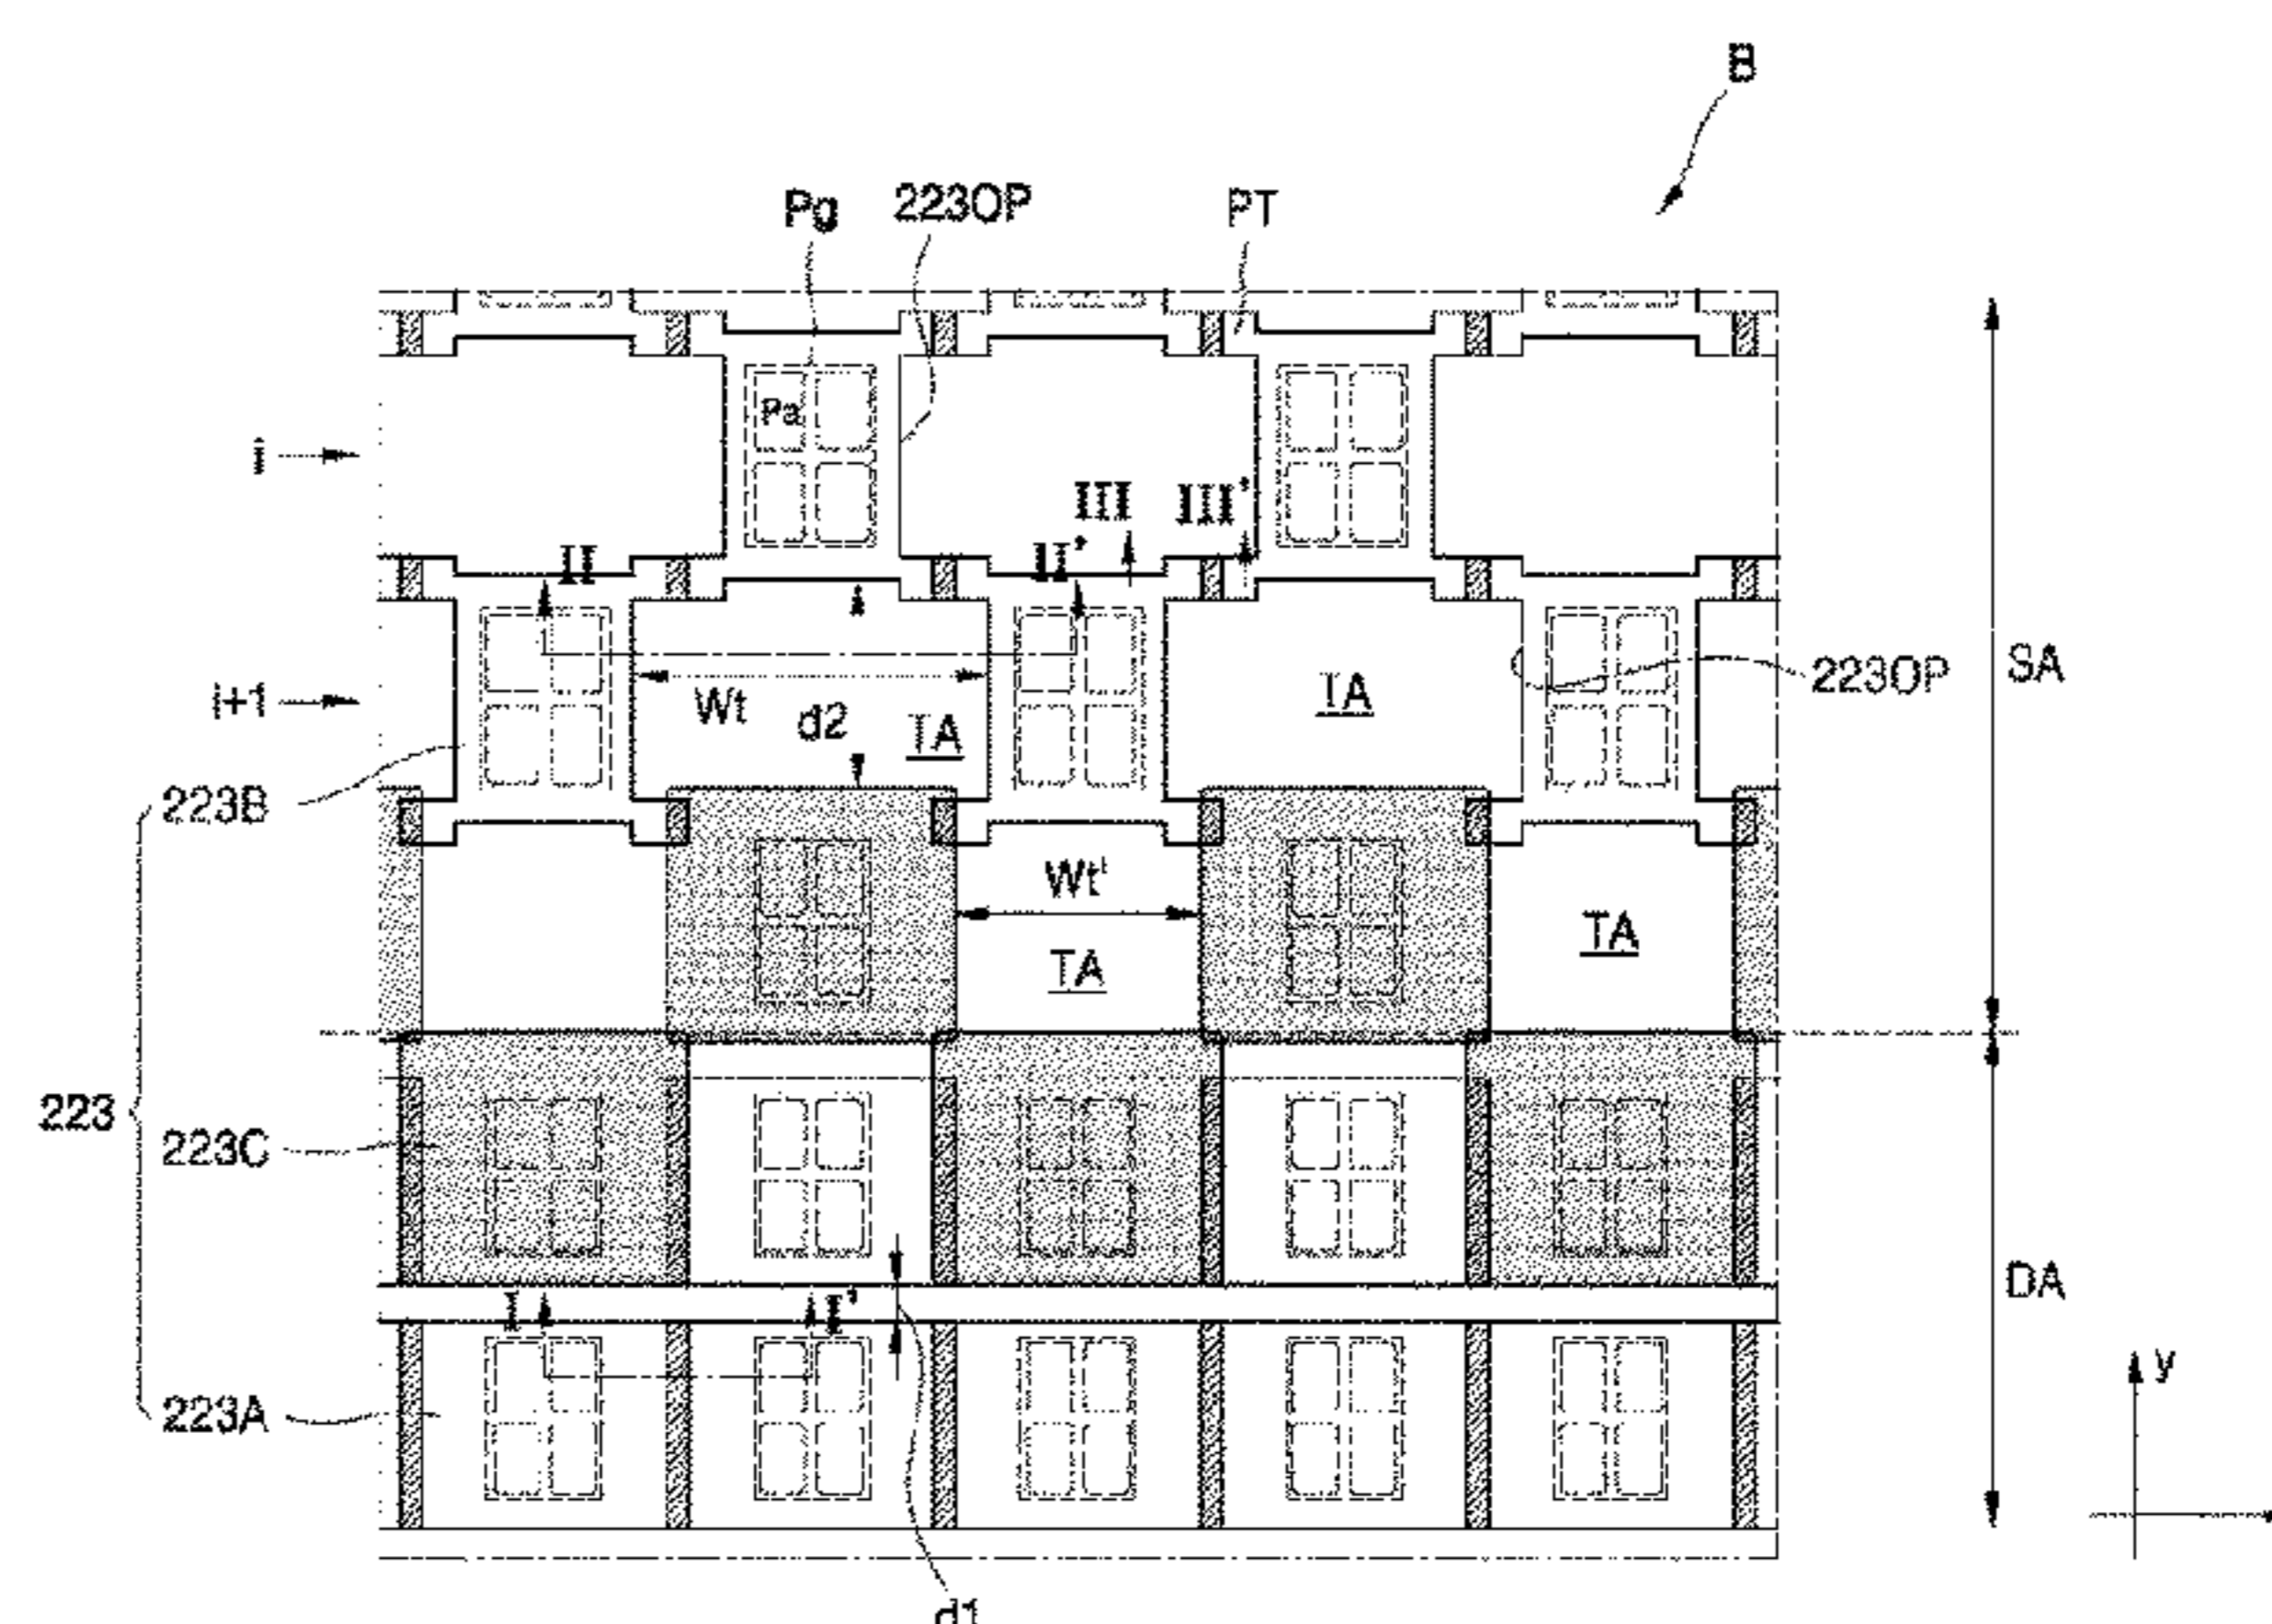 B
Pg
223OP
PT
Pa
i
III
III'
II
II'
i+1
Wt
d2
TA
TA
223OP
SA
223B
Wt'
TA
TA
223
223C
DA
I
I'
223A
y
d1